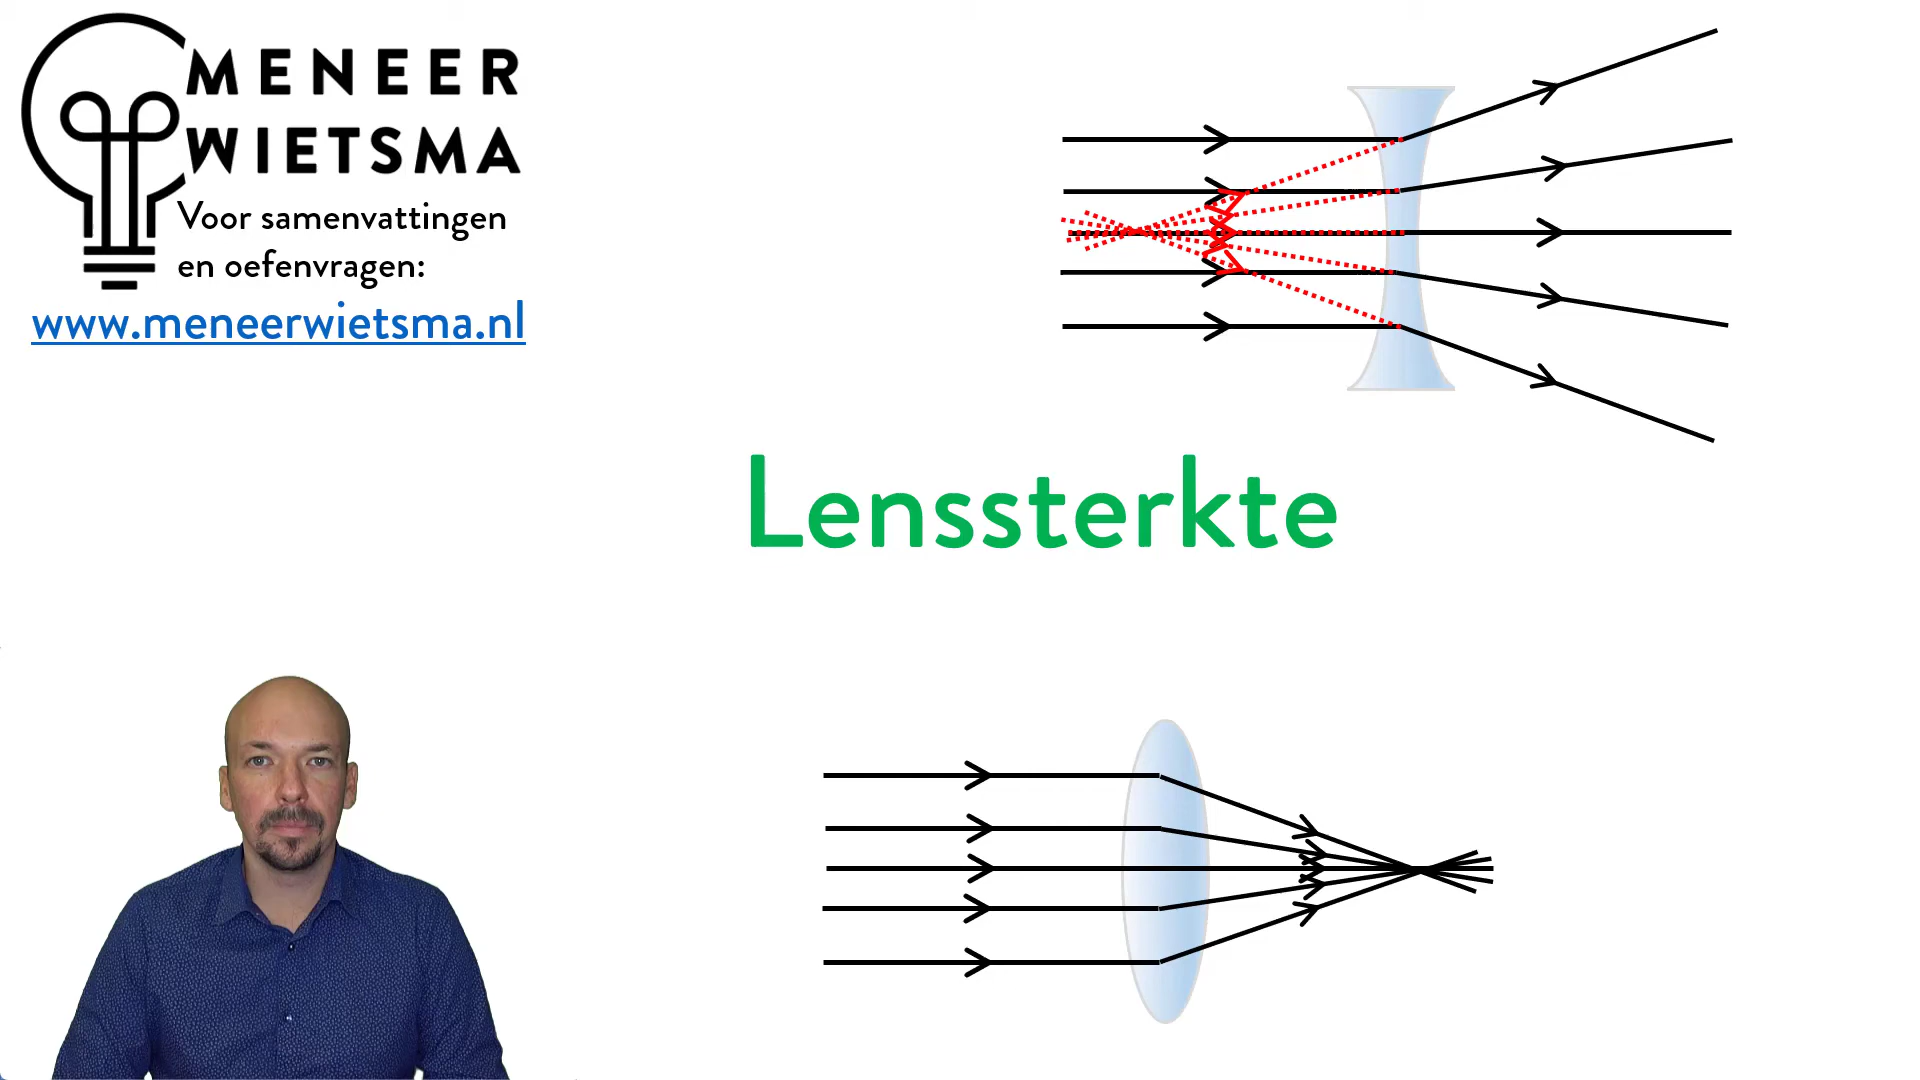 MENEER
WIETSMA
Voor samenvattingen
en oefenvragen:
www.meneerwietsma.nl
Lenssterkte